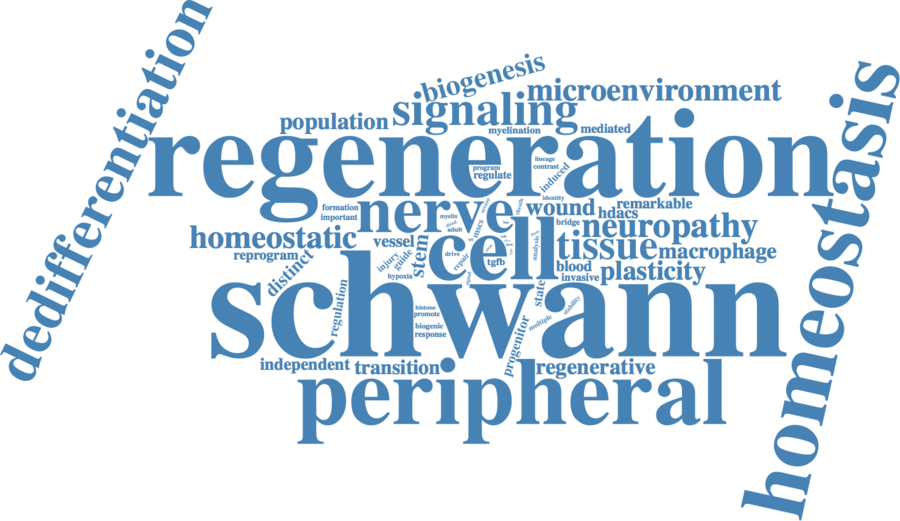 dedifferentiation
biogenesis
microenvironment
signaling
population
myelination
mediated
regeneration
homeostasis
program
regulate
lineage
contrast
induced
identity
formation
important
nerve
myelin
adult
wound
hdacs
remarkable
bridge
neuropathy
homeostatic
vessel
stem
cell
tissue
macrophage
reprogram
distinct
injury
guide
hypoxia
drive
repair
tgfb
analysis
blood
invasive
plasticity
schwann
regulation
histone
promote
biogenic
response
progenitor
state
multiple
stability
independent
transition
regenerative
peripheral